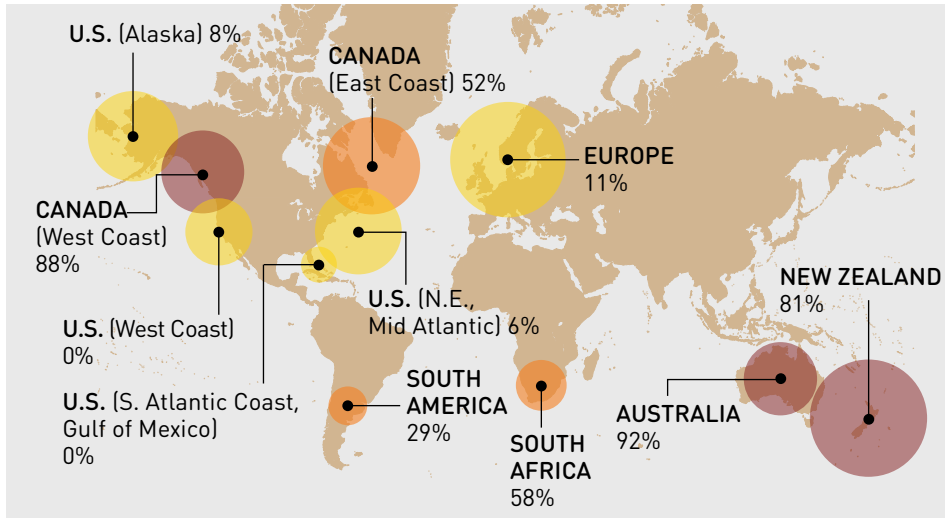 U.S. (Alaska) 8%
CANADA
(East Coast) 52%
EUROPE
11%
CANADA
(West Coast)
88%
NEW ZEALAND
81%
U.S. (N.E.,
Mid Atlantic) 6%
U.S. (West Coast)
0%
U.S. (S. Atlantic Coast,
Gulf of Mexico)
0%
SOUTH
AMERICA
29%
SOUTH
AFRICA
58%
AUSTRALIA
92%